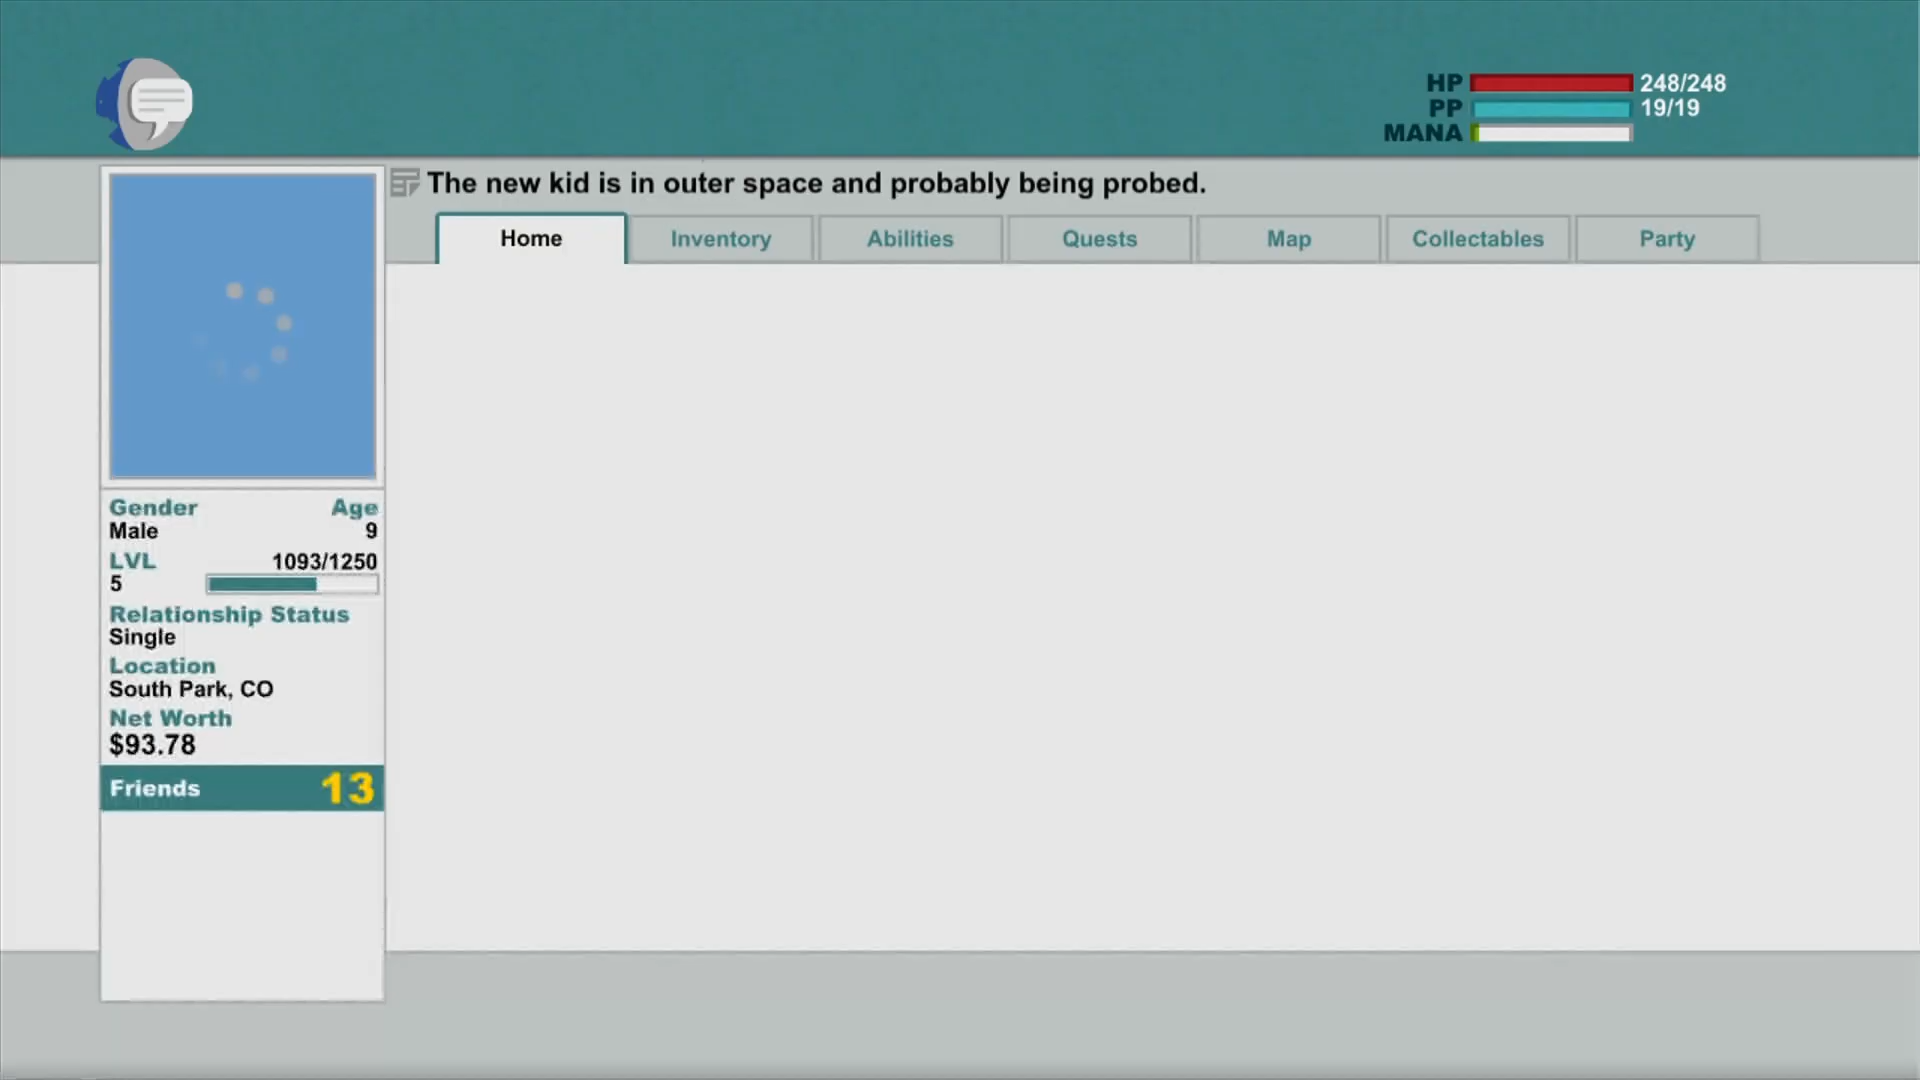 HP 248/248
PP 19/19
MANA
The new kid is in outer space and probably being probed.
Home Inventory Abilities Quests Map Collectables Party
Gender Age
Male 9
LVL 1093/1250
5
Relationship Status
Single
Location
South Park, CO
Net Worth
$93.78
Friends 13